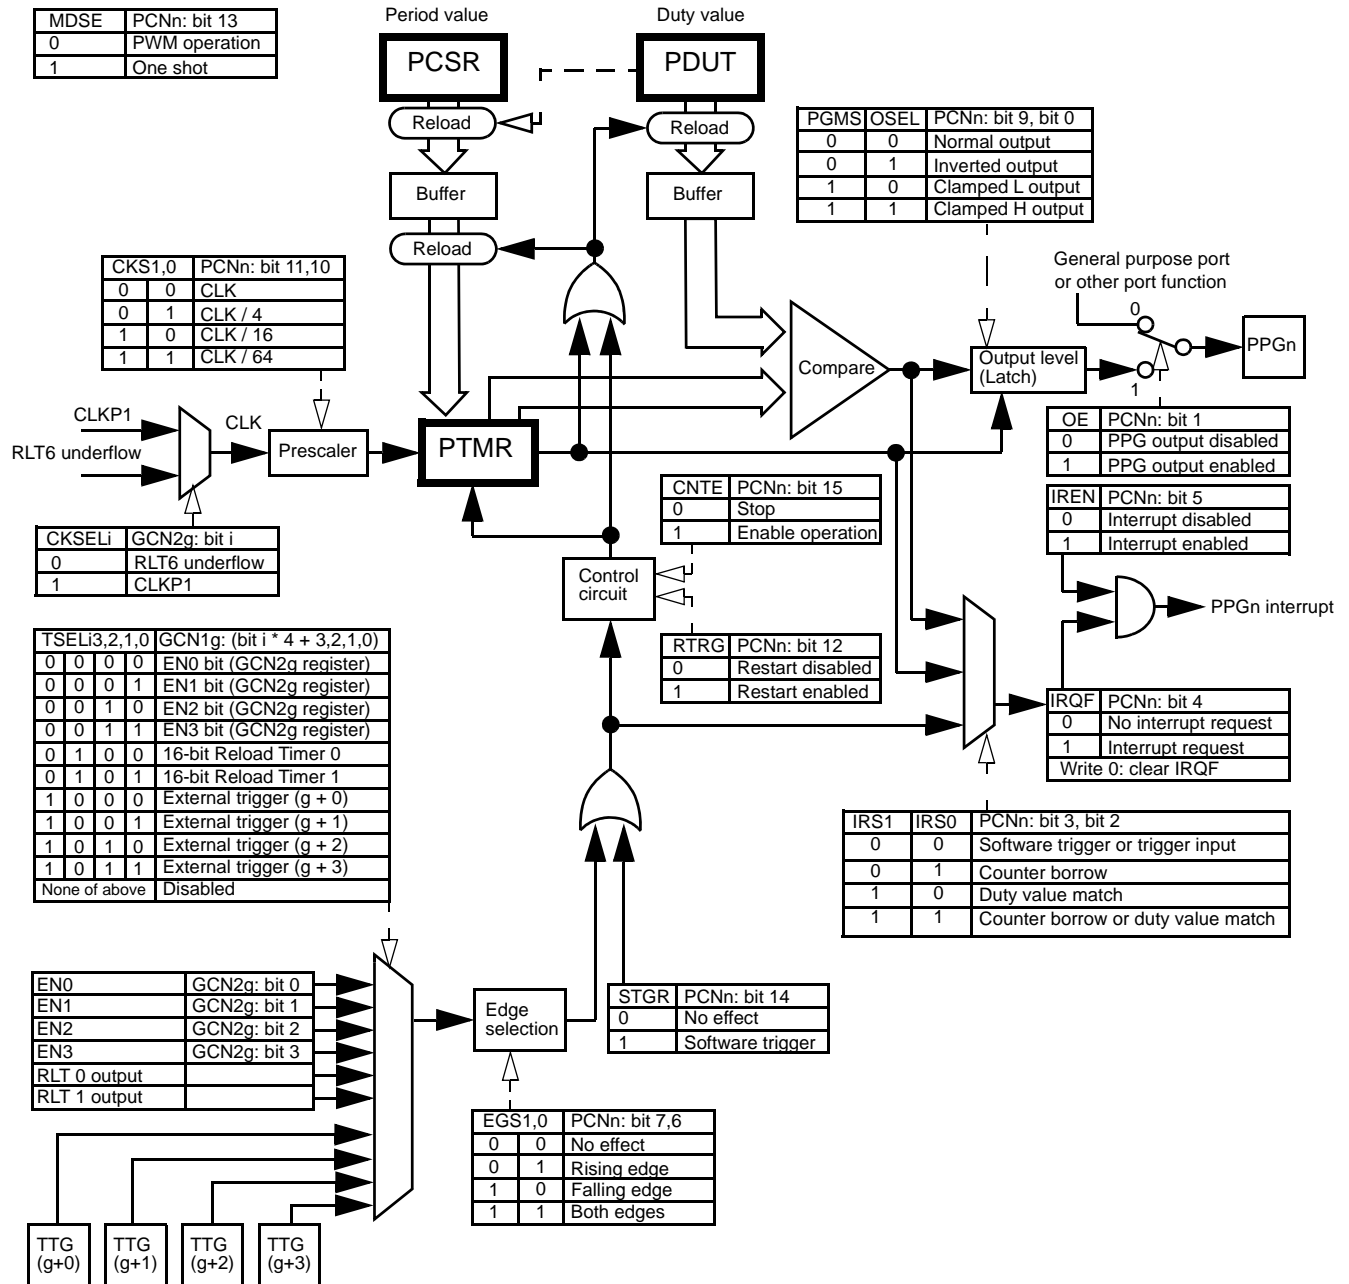 Period value
Duty value
MDSE PCNn: bit 13
0 PWM operation
1 One shot
PCSR
PDUT
Reload
Reload
Buffer
Buffer
Reload
PGMS OSEL PCNn: bit 9, bit 0
0 0 Normal output
0 1 Inverted output
1 0 Clamped L output
1 1 Clamped H output
CKS1,0 PCNn: bit 11,10
0 0 CLK
0 1 CLK / 4
1 0 CLK / 16
1 1 CLK / 64
General purpose port
or other port function
0
1
PPGn
Compare
Output level
(Latch)
CLKP1
RLT6 underflow
CLK
Prescaler
PTMR
OE PCNn: bit 1
0 PPG output disabled
1 PPG output enabled
CKSELi GCN2g: bit i
0 RLT6 underflow
1 CLKP1
CNTE PCNn: bit 15
0 Stop
1 Enable operation
IREN PCNn: bit 5
0 Interrupt disabled
1 Interrupt enabled
Control
circuit
PPGn interrupt
RTRG PCNn: bit 12
0 Restart disabled
1 Restart enabled
TSELi3,2,1,0 GCN1g: (bit i * 4 + 3,2,1,0)
0 0 0 0 EN0 bit (GCN2g register)
0 0 0 1 EN1 bit (GCN2g register)
0 0 1 0 EN2 bit (GCN2g register)
0 0 1 1 EN3 bit (GCN2g register)
0 1 0 0 16-bit Reload Timer 0
0 1 0 1 16-bit Reload Timer 1
1 0 0 0 External trigger (g + 0)
1 0 0 1 External trigger (g + 1)
1 0 1 0 External trigger (g + 2)
1 0 1 1 External trigger (g + 3)
None of above Disabled
IRQF PCNn: bit 4
0 No interrupt request
1 Interrupt request
Write 0: clear IRQF
IRS1 IRS0 PCNn: bit 3, bit 2
0 0 Software trigger or trigger input
0 1 Counter borrow
1 0 Duty value match
1 1 Counter borrow or duty value match
EN0 GCN2g: bit 0
EN1 GCN2g: bit 1
EN2 GCN2g: bit 2
EN3 GCN2g: bit 3
RLT 0 output
RLT 1 output
Edge
selection
STGR PCNn: bit 14
0 No effect
1 Software trigger
EGS1,0 PCNn: bit 7,6
0 0 No effect
0 1 Rising edge
1 0 Falling edge
1 1 Both edges
TTG
(g+0)
TTG
(g+1)
TTG
(g+2)
TTG
(g+3)